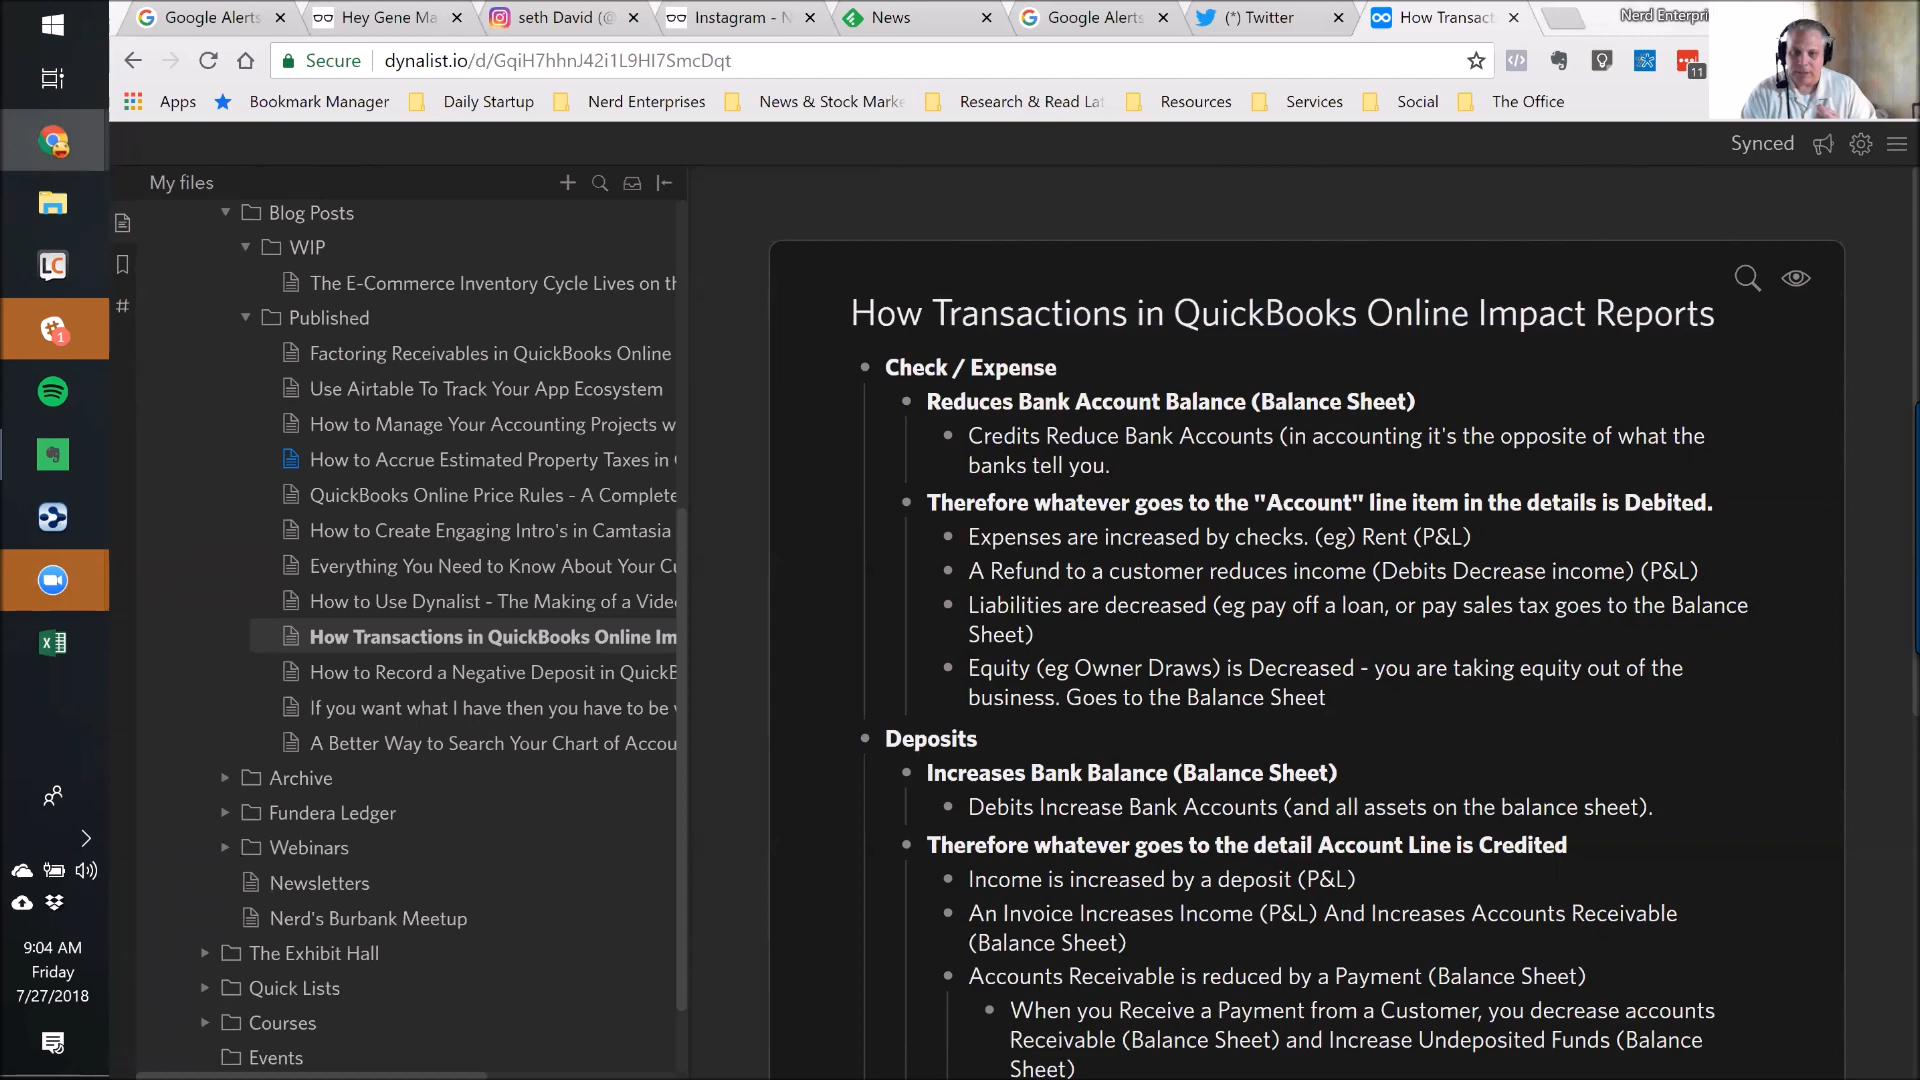 Google Alerts
Hey Gene Ma
seth David (@
Instagram - N
News
Google Alerts
(*) Twitter
How Transact
Nerd Enterpri
Secure
dynalist.io/d/GqiH7hhnJ42i1L9HI7SmcDqt
11
Apps
Bookmark Manager
Daily Startup
Nerd Enterprises
News & Stock Marke
Research & Read Lat
Resources
Services
Social
The Office
Synced
My files
Blog Posts
WIP
The E-Commerce Inventory Cycle Lives on th
Published
Factoring Receivables in QuickBooks Online
Use Airtable To Track Your App Ecosystem
How to Manage Your Accounting Projects w
How to Accrue Estimated Property Taxes in
QuickBooks Online Price Rules - A Complete
How to Create Engaging Intro's in Camtasia
Everything You Need to Know About Your Cu
How to Use Dynalist - The Making of a Vide
How Transactions in QuickBooks Online Im
How to Record a Negative Deposit in QuickB
If you want what I have then you have to be
A Better Way to Search Your Chart of Accou
Archive
Fundera Ledger
Webinars
Newsletters
Nerd's Burbank Meetup
The Exhibit Hall
Quick Lists
Courses
Events
How Transactions in QuickBooks Online Impact Reports
Check / Expense
Reduces Bank Account Balance (Balance Sheet)
Credits Reduce Bank Accounts (in accounting it's the opposite of what the
banks tell you.
Therefore whatever goes to the "Account" line item in the details is Debited.
Expenses are increased by checks. (eg) Rent (P&L)
A Refund to a customer reduces income (Debits Decrease income) (P&L)
Liabilities are decreased (eg pay off a loan, or pay sales tax goes to the Balance
Sheet)
Equity (eg Owner Draws) is Decreased - you are taking equity out of the
business. Goes to the Balance Sheet
Deposits
Increases Bank Balance (Balance Sheet)
Debits Increase Bank Accounts (and all assets on the balance sheet).
Therefore whatever goes to the detail Account Line is Credited
Income is increased by a deposit (P&L)
An Invoice Increases Income (P&L) And Increases Accounts Receivable
(Balance Sheet)
Accounts Receivable is reduced by a Payment (Balance Sheet)
When you Receive a Payment from a Customer, you decrease accounts
Receivable (Balance Sheet) and Increase Undeposited Funds (Balance
Sheet)
LC
1
9:04 AM
Friday
7/27/2018